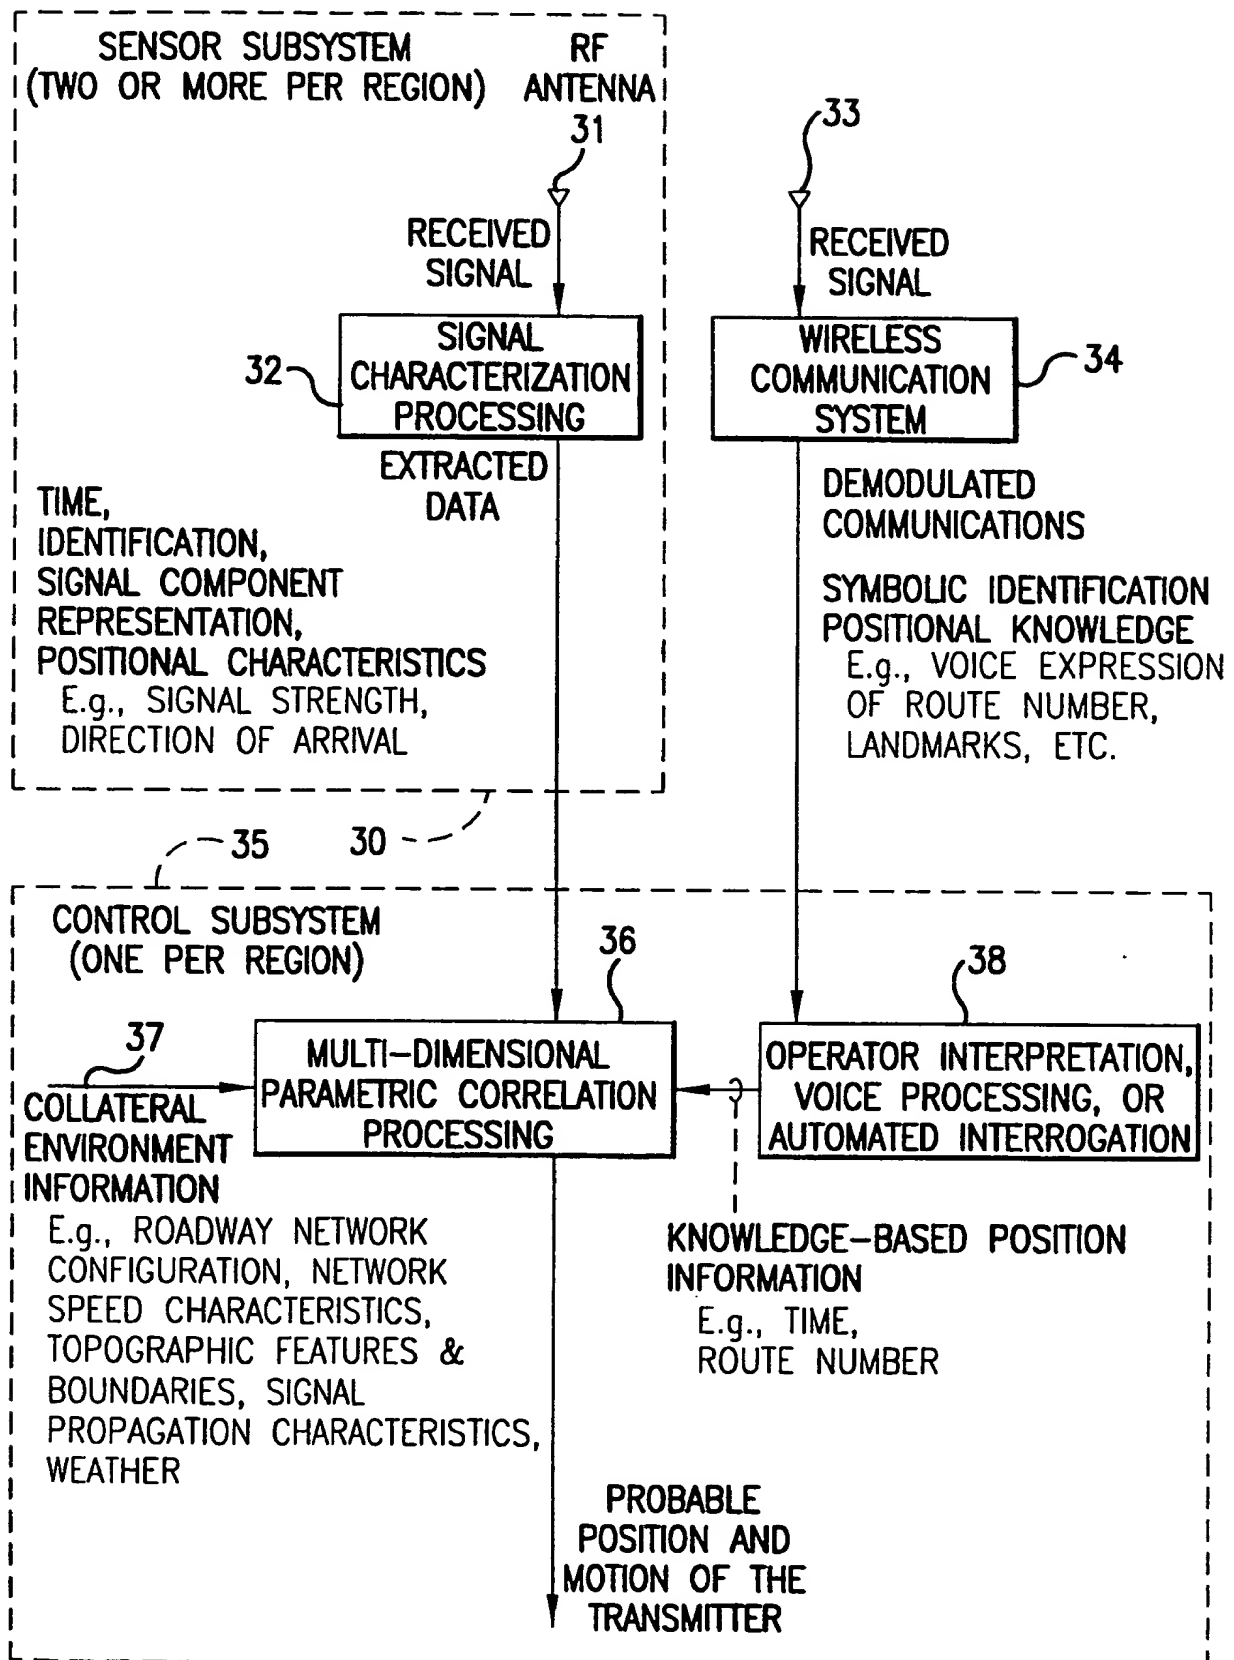 SENSOR SUBSYSTEM
(TWO OR MORE PER REGION)
RF
ANTENNA
31
RECEIVED
SIGNAL
32
SIGNAL
CHARACTERIZATION
PROCESSING
EXTRACTED
DATA
TIME,
IDENTIFICATION,
SIGNAL COMPONENT
REPRESENTATION,
POSITIONAL CHARACTERISTICS
E.g., SIGNAL STRENGTH,
DIRECTION OF ARRIVAL
30
33
RECEIVED
SIGNAL
WIRELESS
COMMUNICATION
SYSTEM
34
DEMODULATED
COMMUNICATIONS
SYMBOLIC IDENTIFICATION
POSITIONAL KNOWLEDGE
E.g., VOICE EXPRESSION
OF ROUTE NUMBER,
LANDMARKS, ETC.
35
CONTROL SUBSYSTEM
(ONE PER REGION)
36
38
37
MULTI-DIMENSIONAL
PARAMETRIC CORRELATION
PROCESSING
OPERATOR INTERPRETATION,
VOICE PROCESSING, OR
AUTOMATED INTERROGATION
COLLATERAL
ENVIRONMENT
INFORMATION
E.g., ROADWAY NETWORK
CONFIGURATION, NETWORK
SPEED CHARACTERISTICS,
TOPOGRAPHIC FEATURES &
BOUNDARIES, SIGNAL
PROPAGATION CHARACTERISTICS,
WEATHER
KNOWLEDGE-BASED POSITION
INFORMATION
E.g., TIME,
ROUTE NUMBER
PROBABLE
POSITION AND
MOTION OF THE
TRANSMITTER